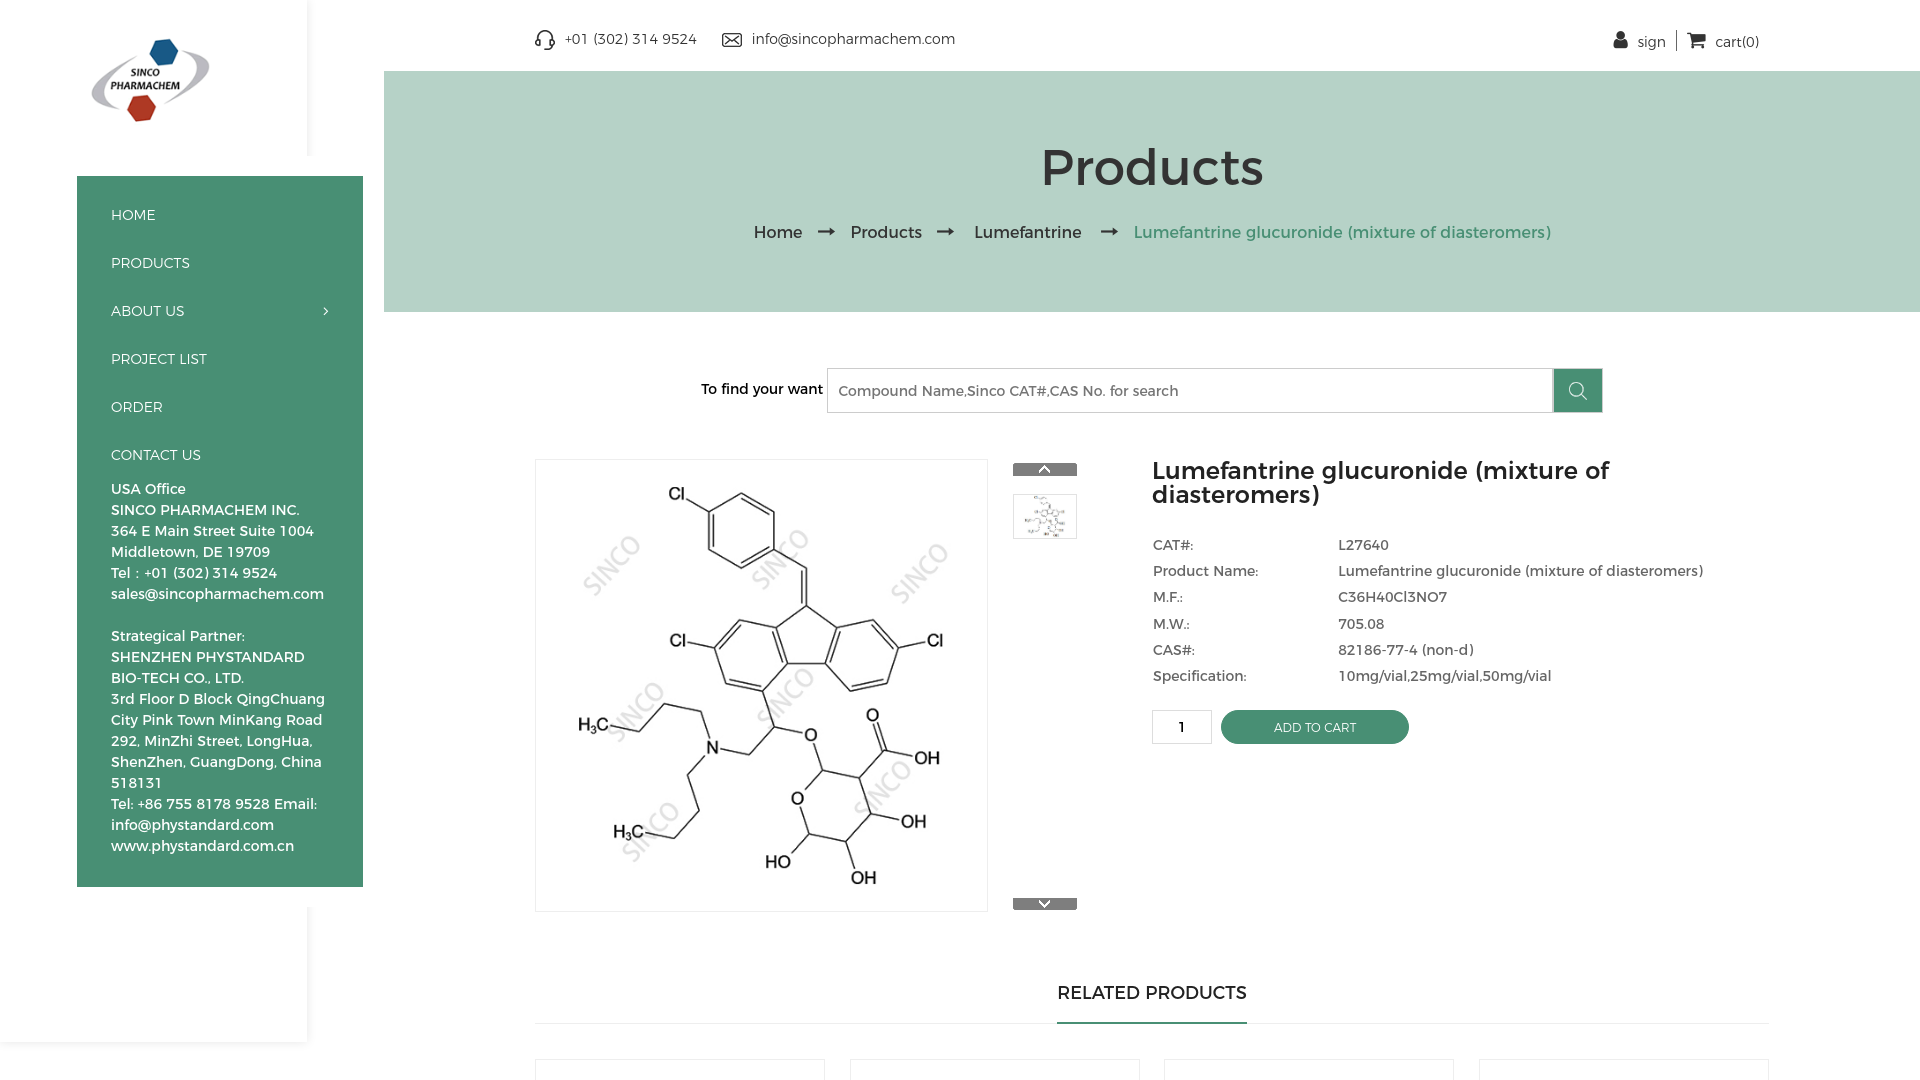 SINCO
PHARMACHEM
+01 (302) 314 9524
info@sincopharmachem.com
sign
cart(0)
HOME
PRODUCTS
ABOUT US
PROJECT LIST
ORDER
CONTACT US
USA Office
SINCO PHARMACHEM INC.
364 E Main Street Suite 1004
Middletown, DE 19709
Tel：+01 (302) 314 9524
sales@sincopharmachem.com
Strategical Partner:
SHENZHEN PHYSTANDARD
BIO-TECH CO., LTD.
3rd Floor D Block QingChuang
City Pink Town MinKang Road
292, MinZhi Street, LongHua,
ShenZhen, GuangDong, China
518131
Tel: +86 755 8178 9528 Email:
info@phystandard.com
www.phystandard.com.cn
Products
Home → Products → Lumefantrine → Lumefantrine glucuronide (mixture of diasteromers)
To find your want
Compound Name,Sinco CAT#,CAS No. for search
Cl
SINCO
SINCO
SINCO
Cl
Cl
SINCO
SINCO
H3C
O
O
N
OH
SINCO
O
OH
H3C
SINCO
HO
OH
Lumefantrine glucuronide (mixture of
diasteromers)
CAT#: L27640
Product Name: Lumefantrine glucuronide (mixture of diasteromers)
M.F.: C36H40Cl3NO7
M.W.: 705.08
CAS#: 82186-77-4 (non-d)
Specification: 10mg/vial,25mg/vial,50mg/vial
1
ADD TO CART
RELATED PRODUCTS